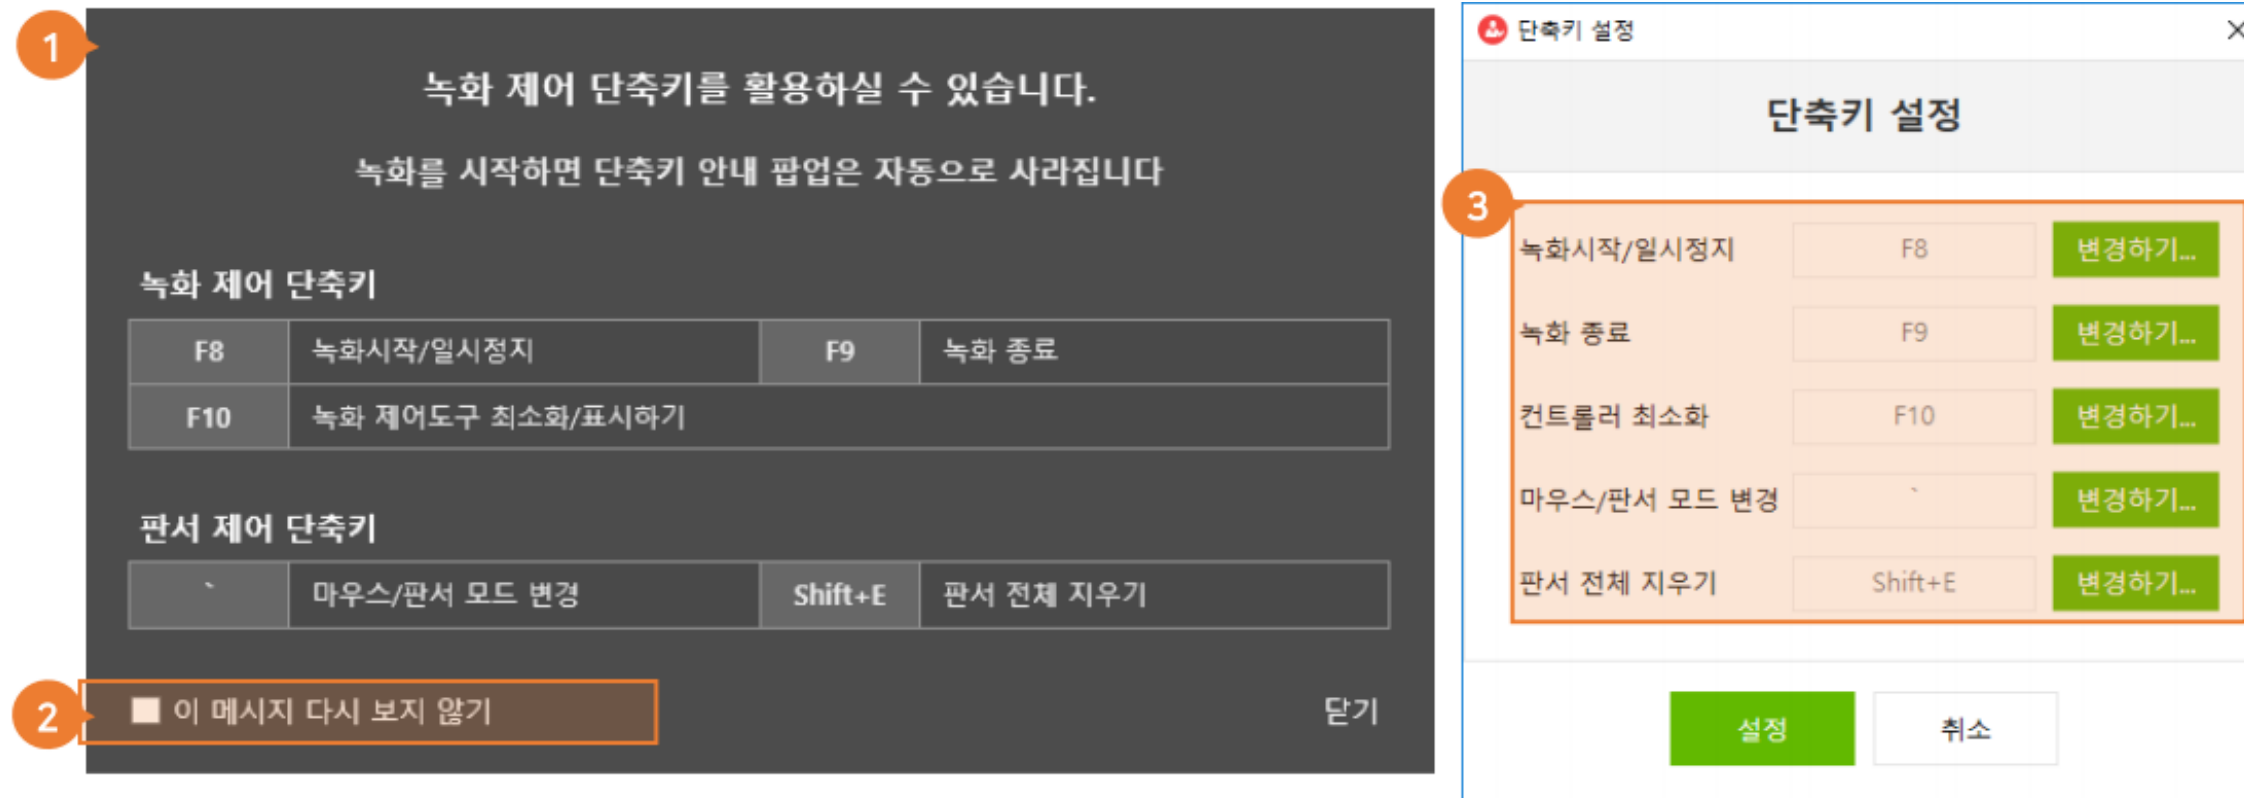 1
녹화 제어 단축키를 활용하실 수 있습니다.
녹화를 시작하면 단축키 안내 팝업은 자동으로 사라집니다
녹화 제어 단축키
F8 녹화시작/일시정지 F9 녹화 종료
F10 녹화 제어도구 최소화/표시하기
판서 제어 단축키
` 마우스/판서 모드 변경 Shift+E 판서 전체 지우기
2
이 메시지 다시 보지 않기 닫기
단축키 설정
단축키 설정
3
녹화시작/일시정지 F8 변경하기...
녹화 종료 F9 변경하기...
컨트롤러 최소화 F10 변경하기...
마우스/판서 모드 변경 ` 변경하기...
판서 전체 지우기 Shift+E 변경하기...
설정 취소